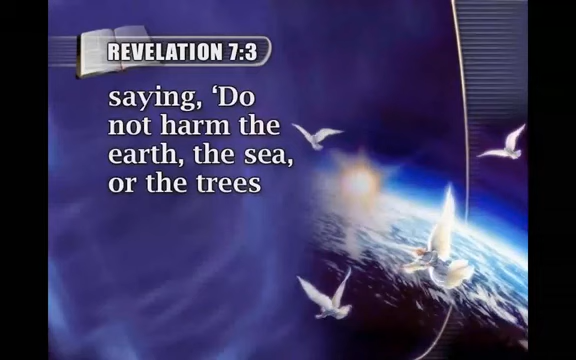 REVELATION 7:3
saying, ‘Do
not harm the
earth, the sea,
or the trees